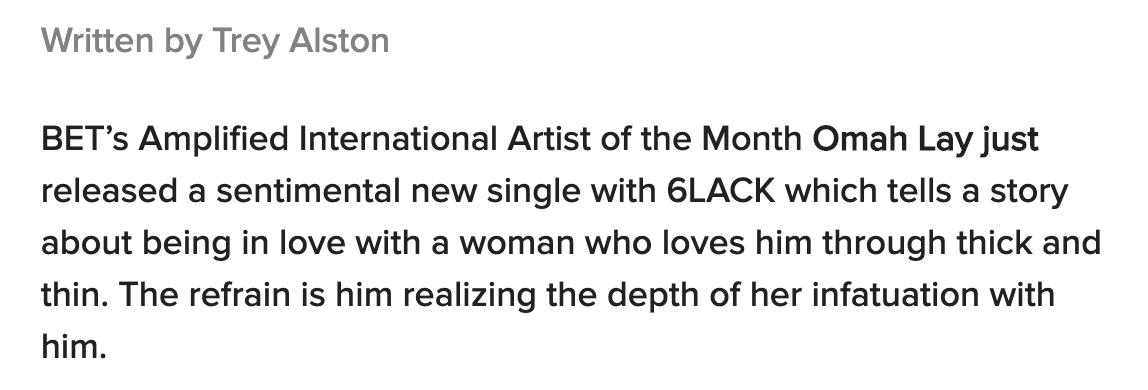 Written by Trey Alston
BET’s Amplified International Artist of the Month Omah Lay just
released a sentimental new single with 6LACK which tells a story
about being in love with a woman who loves him through thick and
thin. The refrain is him realizing the depth of her infatuation with
him.